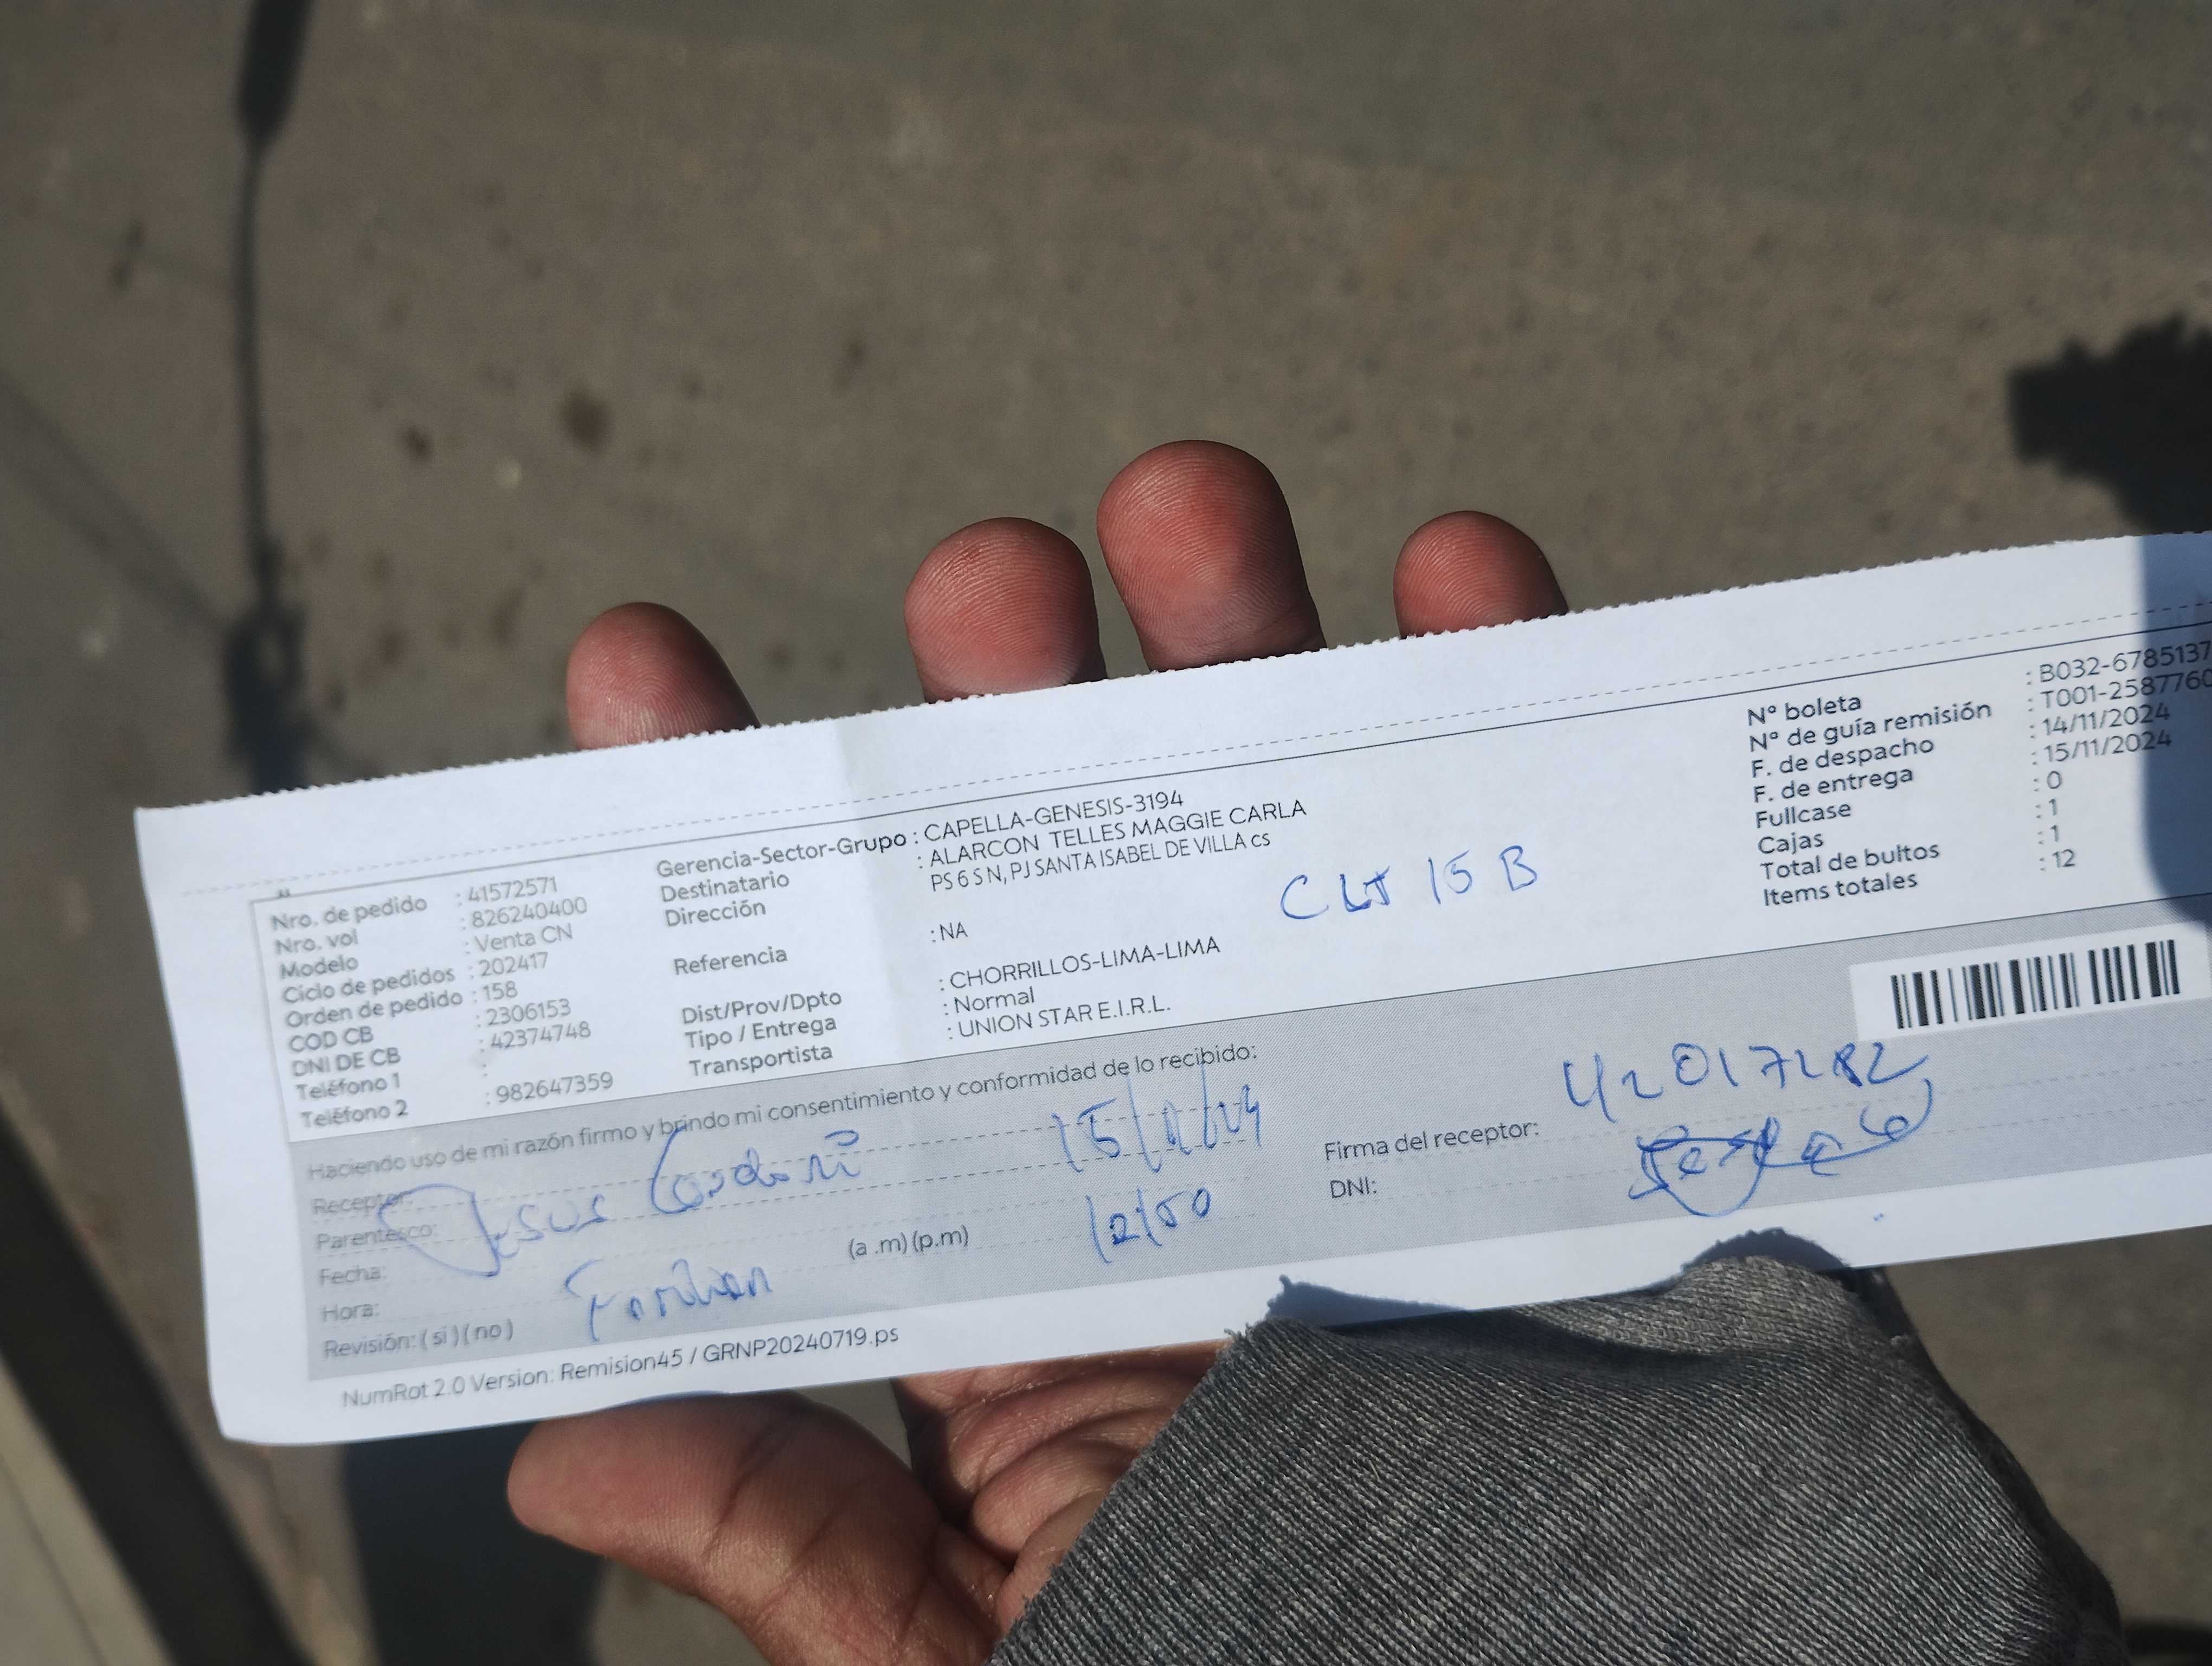 Nro. de pedido : 41572571
Nro. vol : 826240400
Modelo : Venta CN
Ciclo de pedidos : 202417
Orden de pedido : 158
COD CB : 2306153
DNI DE CB : 42374748
Teléfono 1 :
Teléfono 2 : 982647359
Gerencia-Sector-Grupo : CAPELLA-GENESIS-3194
Destinatario : ALARCON TELLES MAGGIE CARLA
Dirección PS 6 S N, PJ SANTA ISABEL DE VILLA cs
15 B
Referencia : NA
Dist/Prov/Dpto : CHORRILLOS-LIMA-LIMA
Tipo / Entrega : Normal
Transportista : UNION STAR E.I.R.L.
Nº boleta : B032-6785137
Nº de guía remisión : T001-2587760
F. de despacho : 14/11/2024
F. de entrega : 15/11/2024
Fullcase : 0
Cajas : 1
Total de bultos : 1
Items totales : 12
Haciendo uso de mi razón firmo y brindo mi consentimiento y conformidad de lo recibido:
Receptor: Jesus
Parentesco:
Fecha: 15/11/24
Hora: (a .m) (p.m) 12/50
Revisión: ( si ) ( no )
Firma del receptor:
DNI:
NumRot 2.0 Version: Remision45 / GRNP20240719.ps